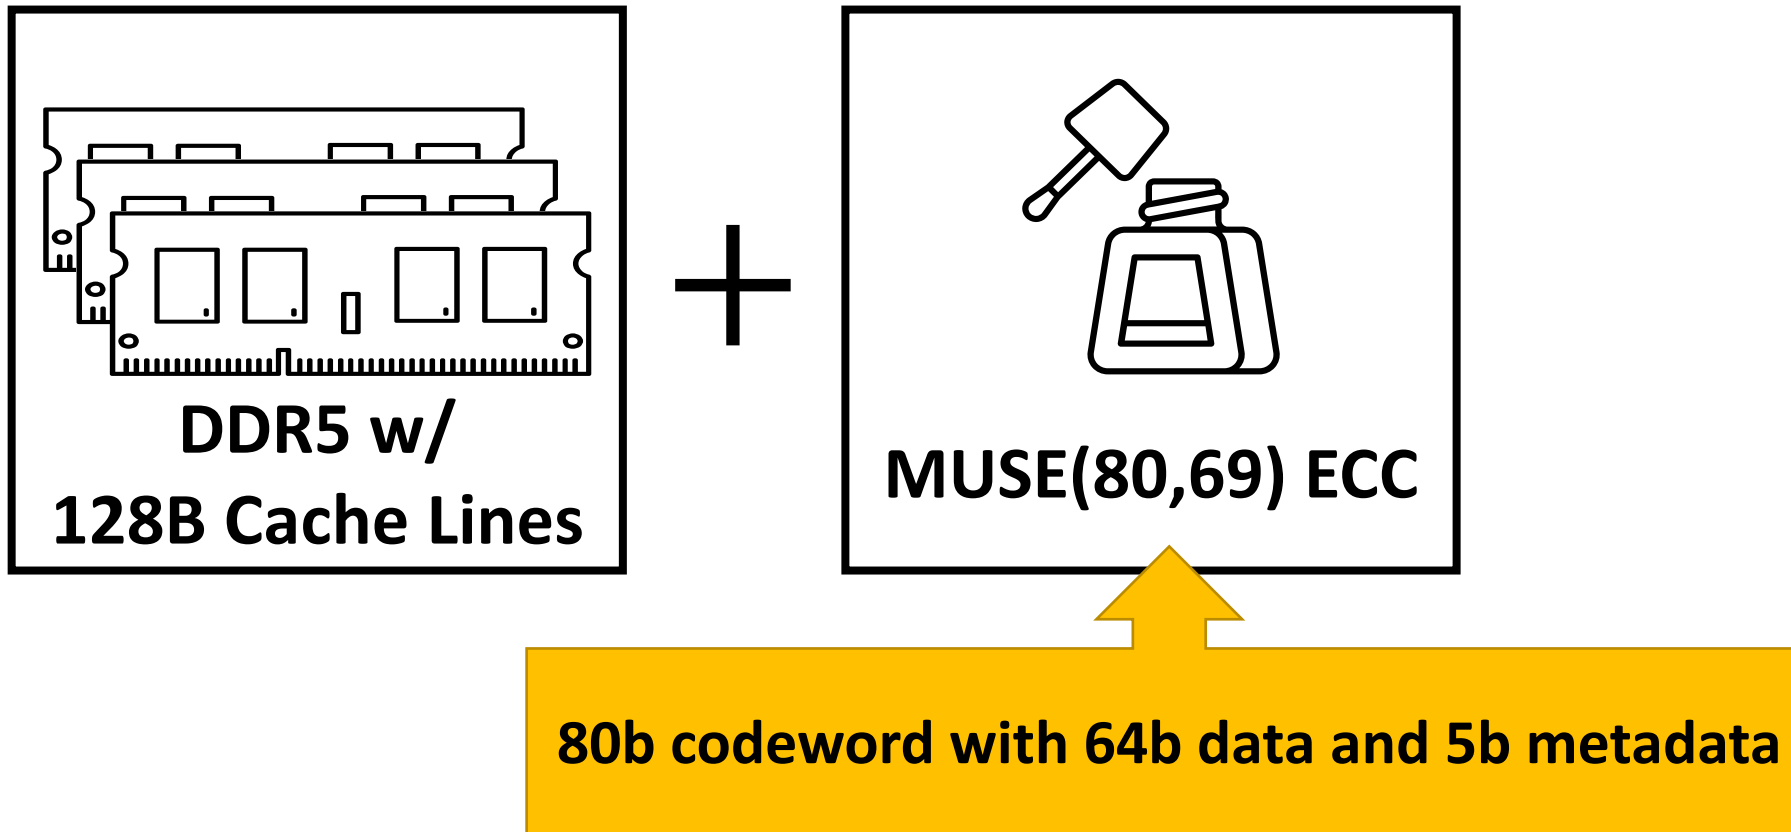 DDR5 w/
128B Cache Lines
MUSE(80,69) ECC
80b codeword with 64b data and 5b metadata